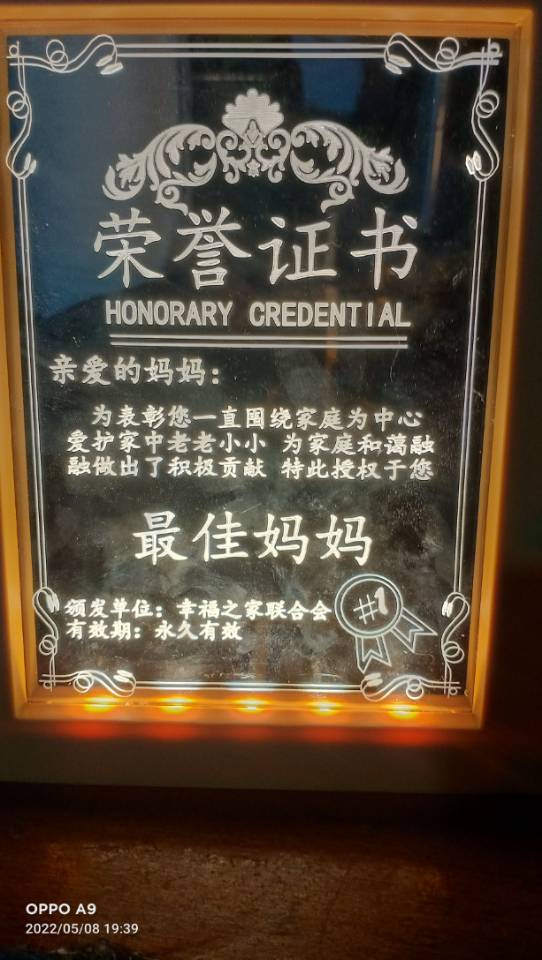 荣誉证书
HONORARY CREDENTIAL
亲爱的妈妈：
为表彰您一直围绕家庭为中心
爱护家中老老小小 为家庭和蔼融
融做出了积极贡献 特此授权于您
最佳妈妈
#1
颁发单位：幸福之家联合会
有效期：永久有效
OPPO A9
2022/05/08 19:39